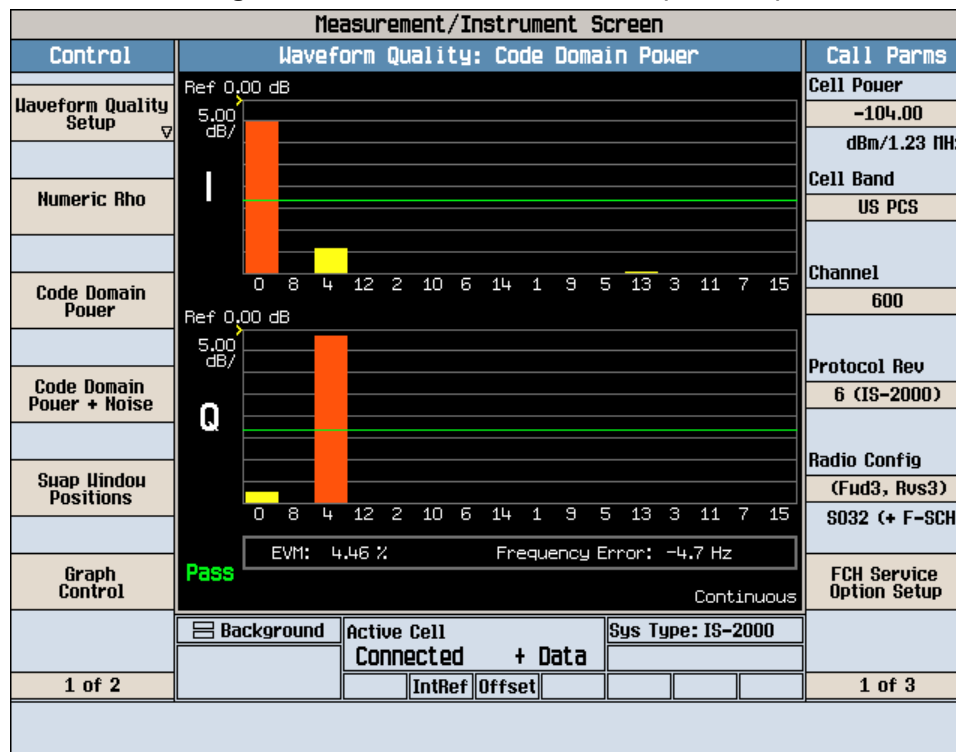 Measurement/Instrument Screen
Control
Waveform Quality: Code Domain Power
Call Parms
Waveform Quality
Setup
Numeric Rho
Code Domain
Power
Code Domain
Power + Noise
Swap Window
Positions
Graph
Control
1 of 2
Ref 0.00 dB
5.00
dB/
I
0 8 4 12 2 10 6 14 1 9 5 13 3 11 7 15
Ref 0.00 dB
5.00
dB/
Q
0 8 4 12 2 10 6 14 1 9 5 13 3 11 7 15
EVM: 4.46 % Frequency Error: -4.7 Hz
Pass
Continuous
Background
Active Cell
Connected + Data
Sys Type: IS-2000
IntRef Offset
Cell Power
-104.00
dBm/1.23 MH
Cell Band
US PCS
Channel
600
Protocol Rev
6 (IS-2000)
Radio Config
(Fwd3, Rvs3)
SO32 (+ F-SCH
FCH Service
Option Setup
1 of 3